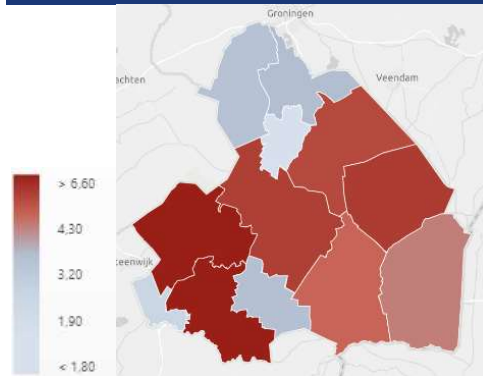 Groningen
achten
Veendam
teenwijk
> 6,60
4,30
3,20
1,90
< 1,80